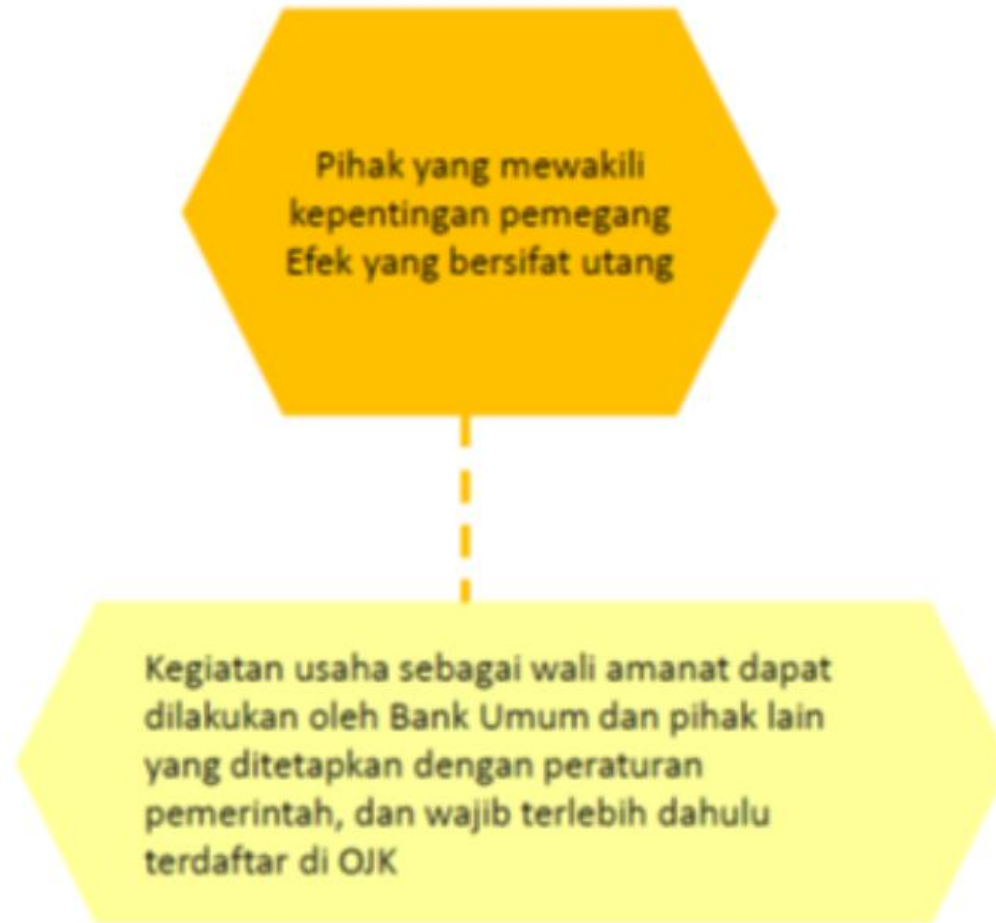 Pihak yang mewakili
kepentingan pemegang
Efek yang bersifat utang
Kegiatan usaha sebagai wali amanat dapat
dilakukan oleh Bank Umum dan pihak lain
yang ditetapkan dengan peraturan
pemerintah, dan wajib terlebih dahulu
terdaftar di OJK